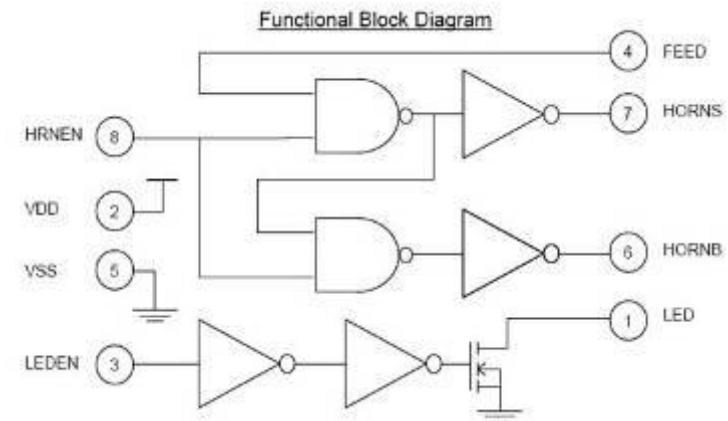 Functional Block Diagram
4 FEED
7 HORNS
HRNEN 8
VDD 2
6 HORNB
VSS 5
1 LED
LEDEN 3